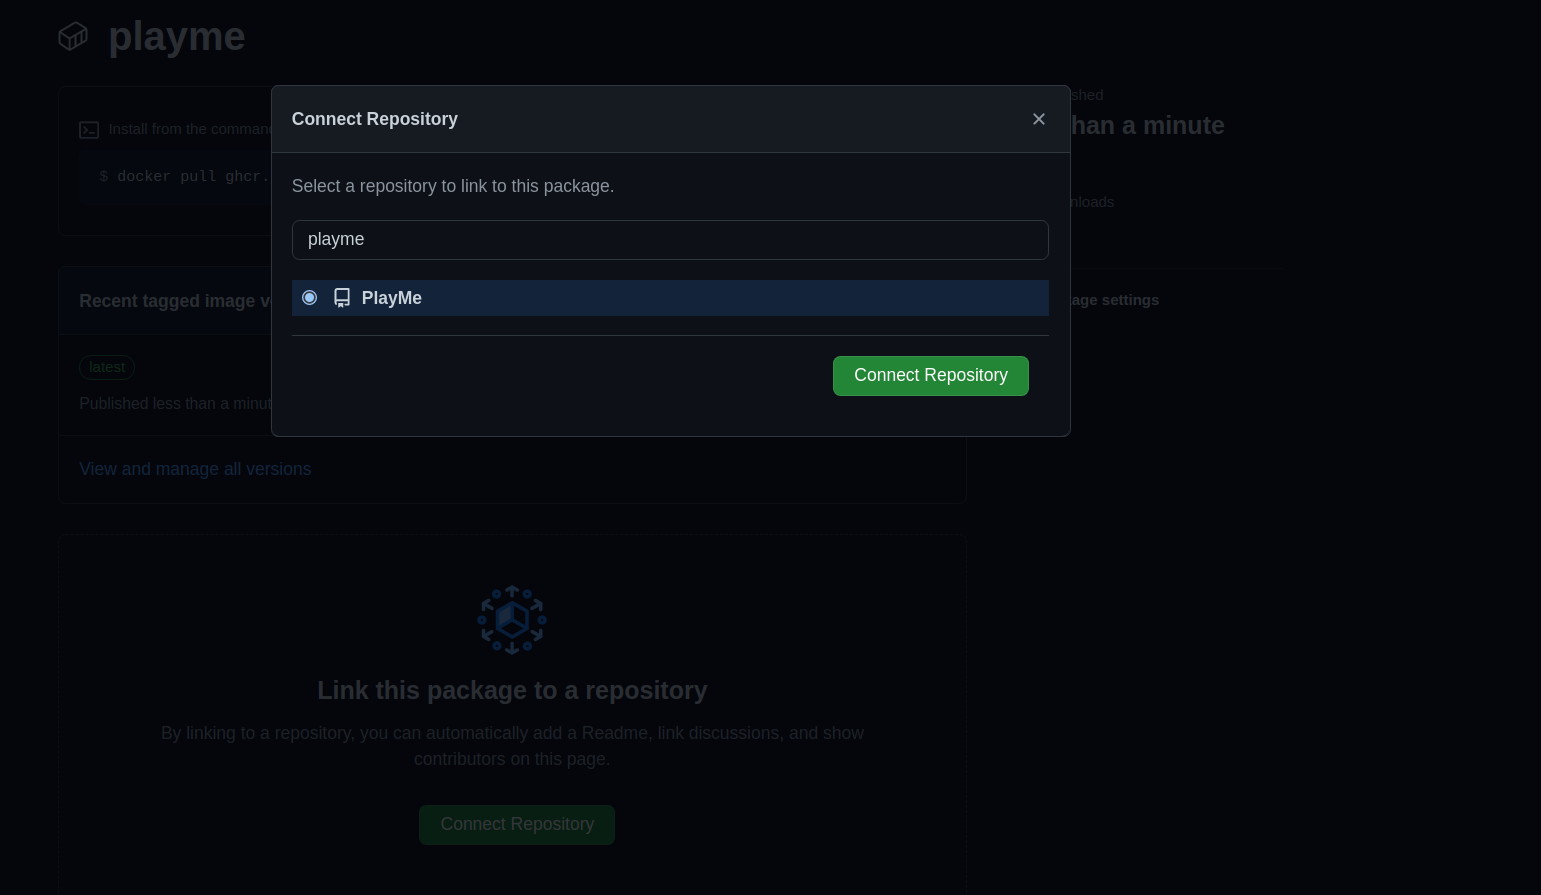 playme
Install from the comman
$ docker pull ghcr.
Recent tagged image v
latest
Published less than a minut
View and manage all versions
Connect Repository
Select a repository to link to this package.
playme
PlayMe
Connect Repository
shed
han a minute
nloads
age settings
Link this package to a repository
By linking to a repository, you can automatically add a Readme, link discussions, and show
contributors on this page.
Connect Repository